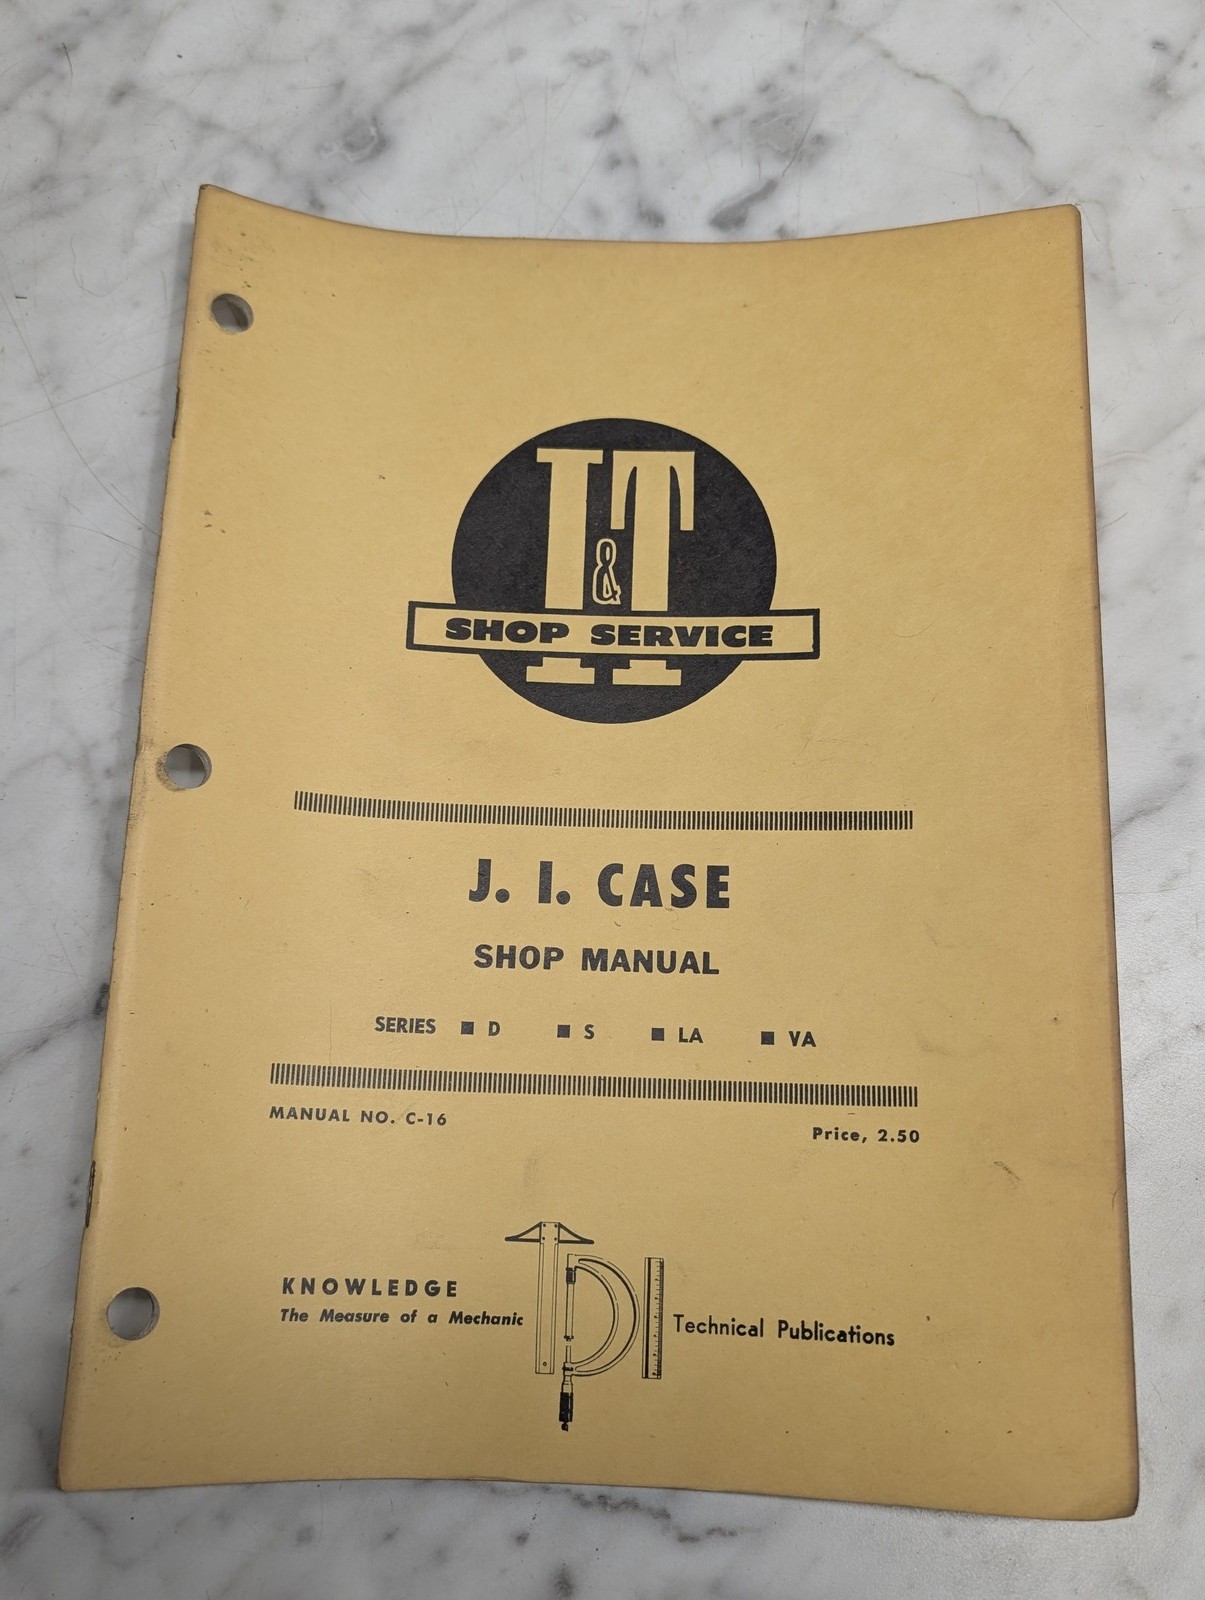 I&T
SHOP SERVICE
J. I. CASE
SHOP MANUAL
SERIES ■ D ■ S ■ LA ■ VA
MANUAL NO. C-16
Price, 2.50
KNOWLEDGE
The Measure of a Mechanic
Technical Publications